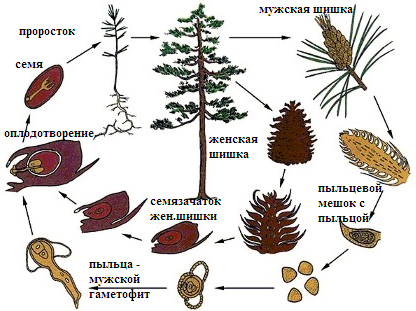 мужская шишка
проросток
семя
оплодотворение
женская
шишка
пыльцевой
мешок с
пыльцой
семязачаток
жен.шишки
пыльца -
мужской
гаметофит